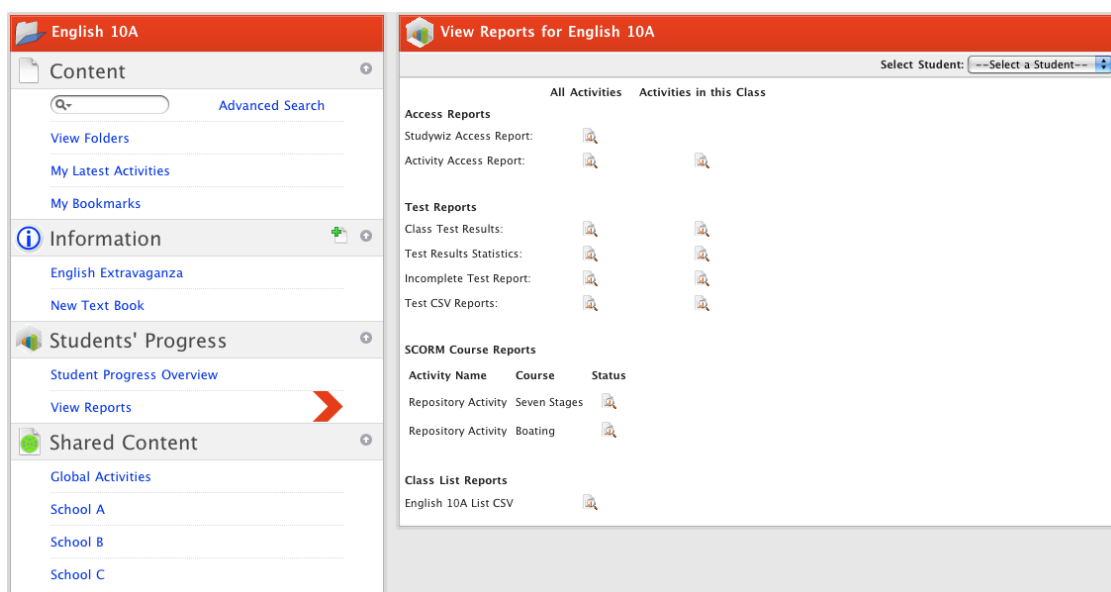 English 10A
Content
Advanced Search
View Folders
My Latest Activities
My Bookmarks
Information
English Extravaganza
New Text Book
Students' Progress
Student Progress Overview
View Reports
Shared Content
Global Activities
School A
School B
School C
View Reports for English 10A
Select Student: --Select a Student--
All Activities Activities in this Class
Access Reports
Studywiz Access Report:
Activity Access Report:
Test Reports
Class Test Results:
Test Results Statistics:
Incomplete Test Report:
Test CSV Reports:
SCORM Course Reports
Activity Name Course Status
Repository Activity Seven Stages
Repository Activity Boating
Class List Reports
English 10A List CSV